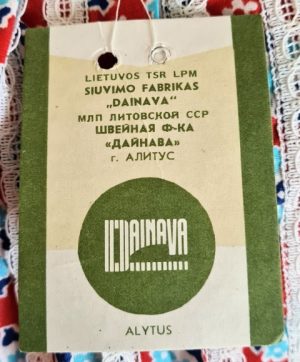 LIETUVOS TSR LPM
SIUVIMO FABRIKAS
„DAINAVA“
МЛП ЛИТОВСКОЙ ССР
ШВЕЙНАЯ Ф-КА
«ДАЙНАВА»
г. АЛИТУС
DAINAVA
ALYTUS